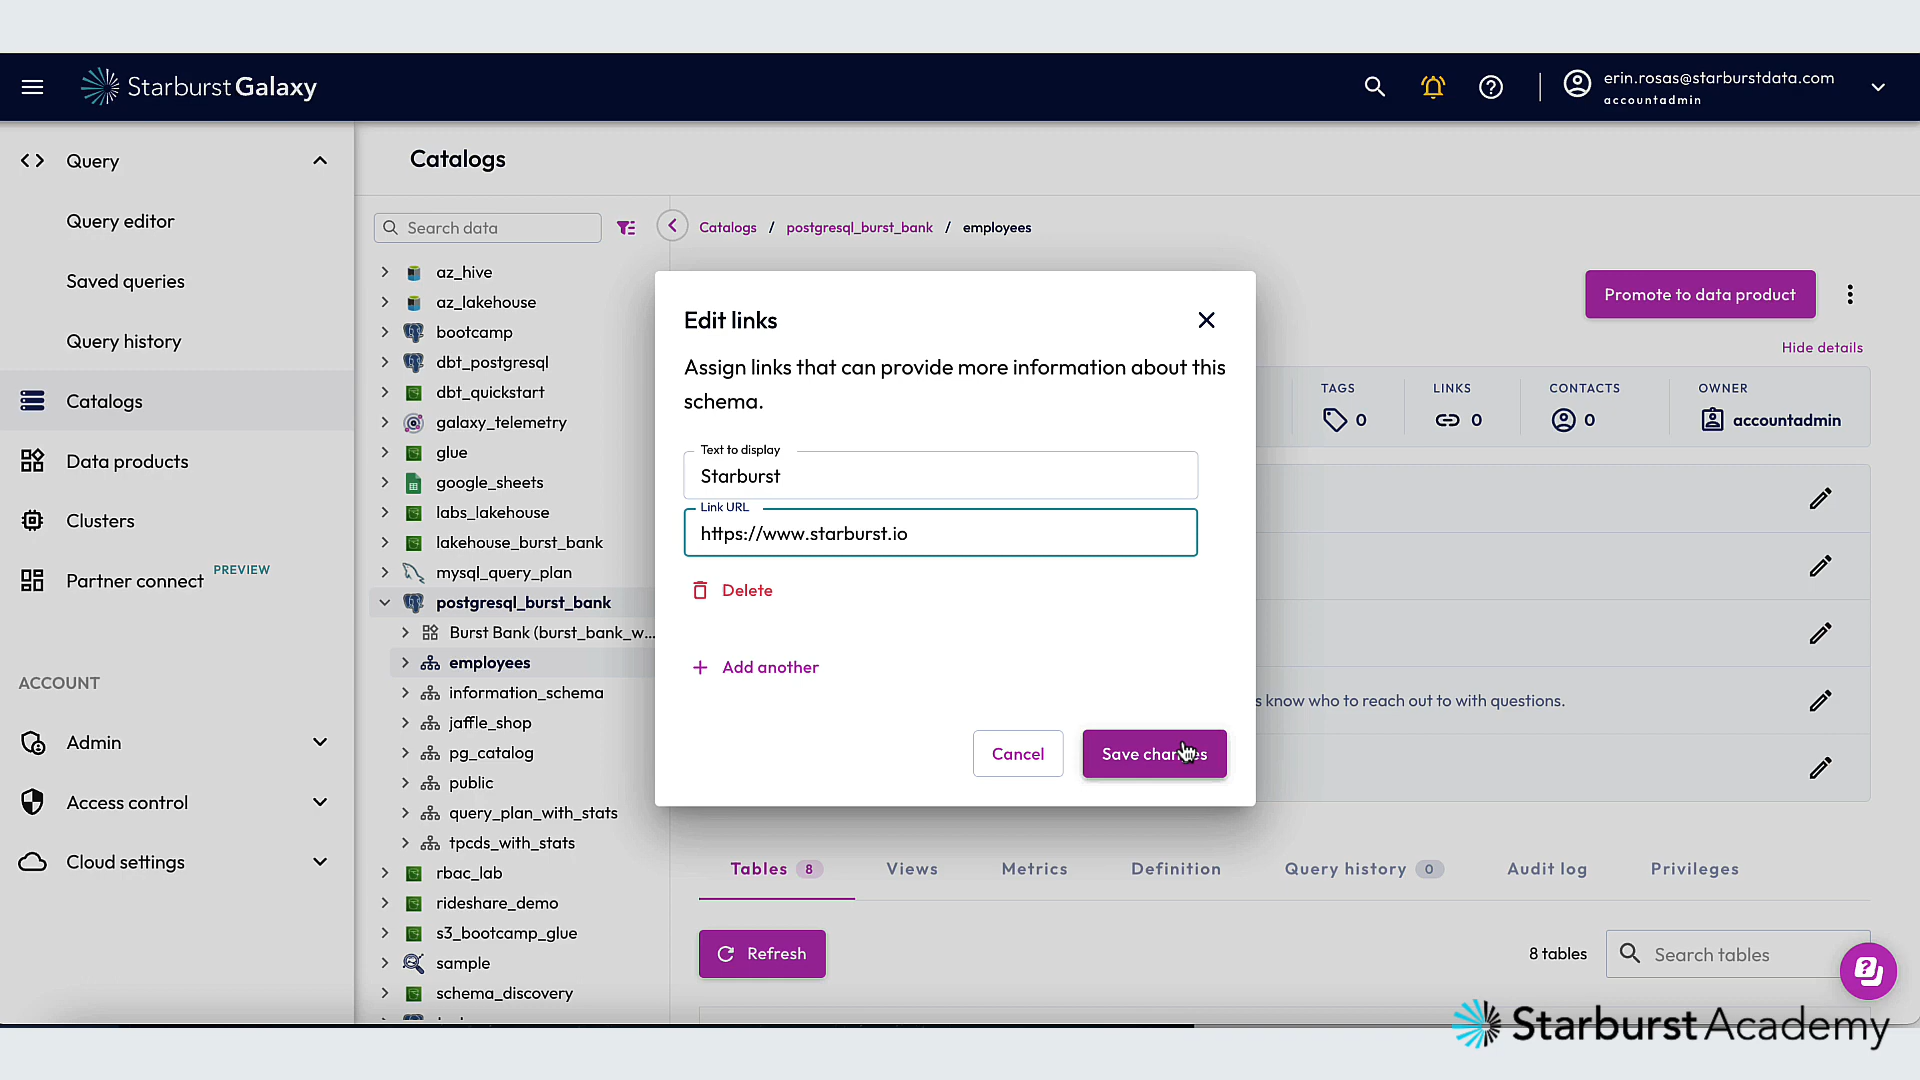 Starburst Galaxy
erin.rosas@starburstdata.com
accountadmin
Query
Query editor
Saved queries
Query history
Catalogs
Data products
Clusters
Partner connect PREVIEW
ACCOUNT
Admin
Access control
Cloud settings
Catalogs
Search data
az_hive
az_lakehouse
bootcamp
dbt_postgresql
dbt_quickstart
galaxy_telemetry
glue
google_sheets
labs_lakehouse
lakehouse_burst_bank
mysql_query_plan
postgresql_burst_bank
Burst Bank (burst_bank_w...
employees
information_schema
jaffle_shop
pg_catalog
public
query_plan_with_stats
tpcds_with_stats
rbac_lab
rideshare_demo
s3_bootcamp_glue
sample
schema_discovery
Catalogs / postgresql_burst_bank / employees
Promote to data product
Hide details
TAGS
0
LINKS
0
CONTACTS
0
OWNER
accountadmin
Edit links
Assign links that can provide more information about this
schema.
Text to display
Starburst
Link URL
https://www.starburst.io
Delete
Add another
Cancel
Save changes
s know who to reach out to with questions.
Tables 8
Views
Metrics
Definition
Query history 0
Audit log
Privileges
Refresh
8 tables
Search tables
Starburst Academy